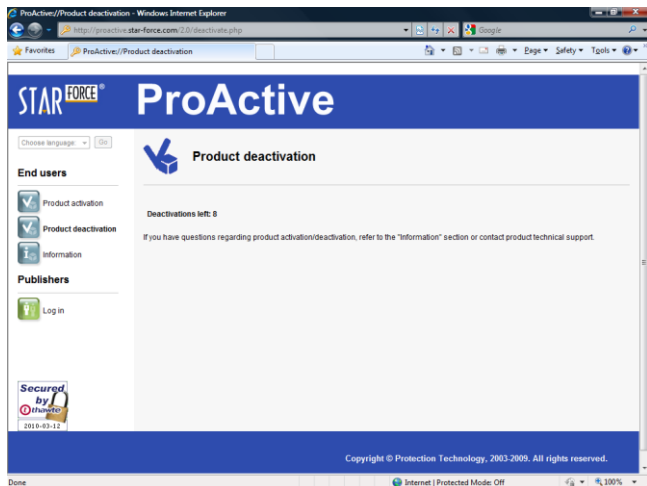 ProActive://Product deactivation - Windows Internet Explorer
http://proactive.star-force.com/2.0/deactivate.php
Google
Favorites
ProActive://Product deactivation
Page
Safety
Tools
STAR FORCE®
ProActive
Choose language:
Go
Product deactivation
End users
Product activation
Deactivations left: 8
Product deactivation
If you have questions regarding product activation/deactivation, refer to the "Information" section or contact product technical support.
Information
Publishers
Log in
Secured
by
thawte
2010-03-12
Copyright © Protection Technology, 2003-2009. All rights reserved.
Done
Internet | Protected Mode: Off
100%